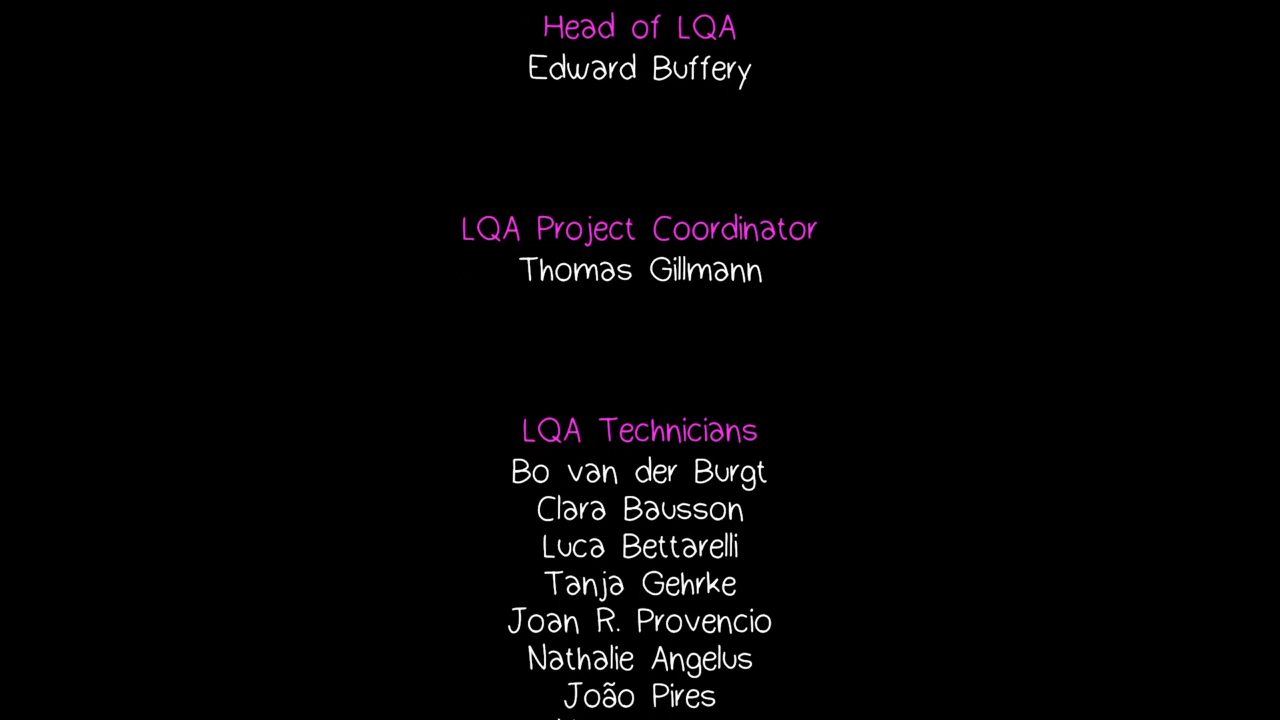 Head of LQA
Edward Buffery
LQA Project Coordinator
Thomas Gillmann
LQA Technicians
Bo van der Burgt
Clara Bausson
Luca Bettarelli
Tanja Gehrke
Joan R. Provencio
Nathalie Angelus
João Pires